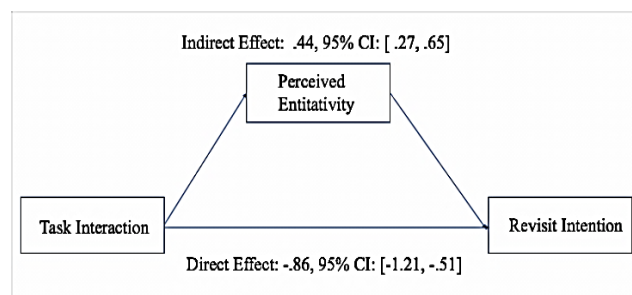 Indirect Effect: .44, 95% CI: [ .27, .65]
Perceived
Entitativity
Task Interaction
Revisit Intention
Direct Effect: -.86, 95% CI: [-1.21, -.51]